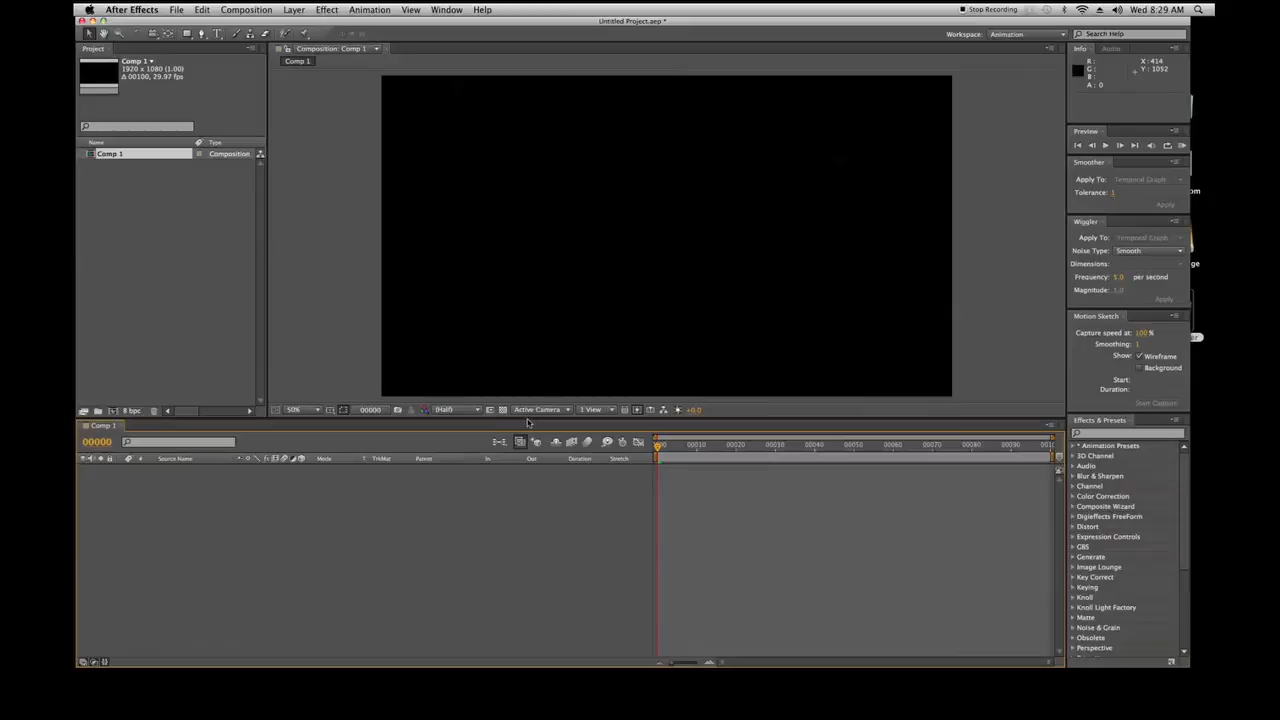 After Effects File Edit Composition Layer Effect Animation View Window Help Stop Recording Wed 8:29 AM
Untitled Project.aep *
Workspace: Animation Search Help
Project
Composition: Comp 1
Info Audio
Comp 1
1920 x 1080 (1.00)
Δ 00100, 29.97 fps
Comp 1
R :
G :
B :
A : 0
X : 414
Y : 1052
Preview
Smoother
Apply To: Temporal Graph
Tolerance: 1
Apply
Name Type
Comp 1 Composition
Wiggler
Apply To: Temporal Graph
Noise Type: Smooth
Dimensions:
Frequency: 5.0 per second
Magnitude: 1.0
Apply
Motion Sketch
Capture speed at: 100 %
Smoothing: 1
Show: Wireframe
Background
Start:
Duration:
Start Capture
8 bpc
50% 00000 (Half) Active Camera 1 View +0.0
Comp 1
00000
00010 00020 00030 00040 00050 00060 00070 00080 00090
# Source Name Mode T TrkMat Parent In Out Duration Stretch
Effects & Presets
* Animation Presets
3D Channel
Audio
Blur & Sharpen
Channel
Color Correction
Composite Wizard
Digieffects FreeForm
Distort
Expression Controls
GBS
Generate
Image Lounge
Key Correct
Keying
Knoll
Knoll Light Factory
Matte
Noise & Grain
Obsolete
Perspective